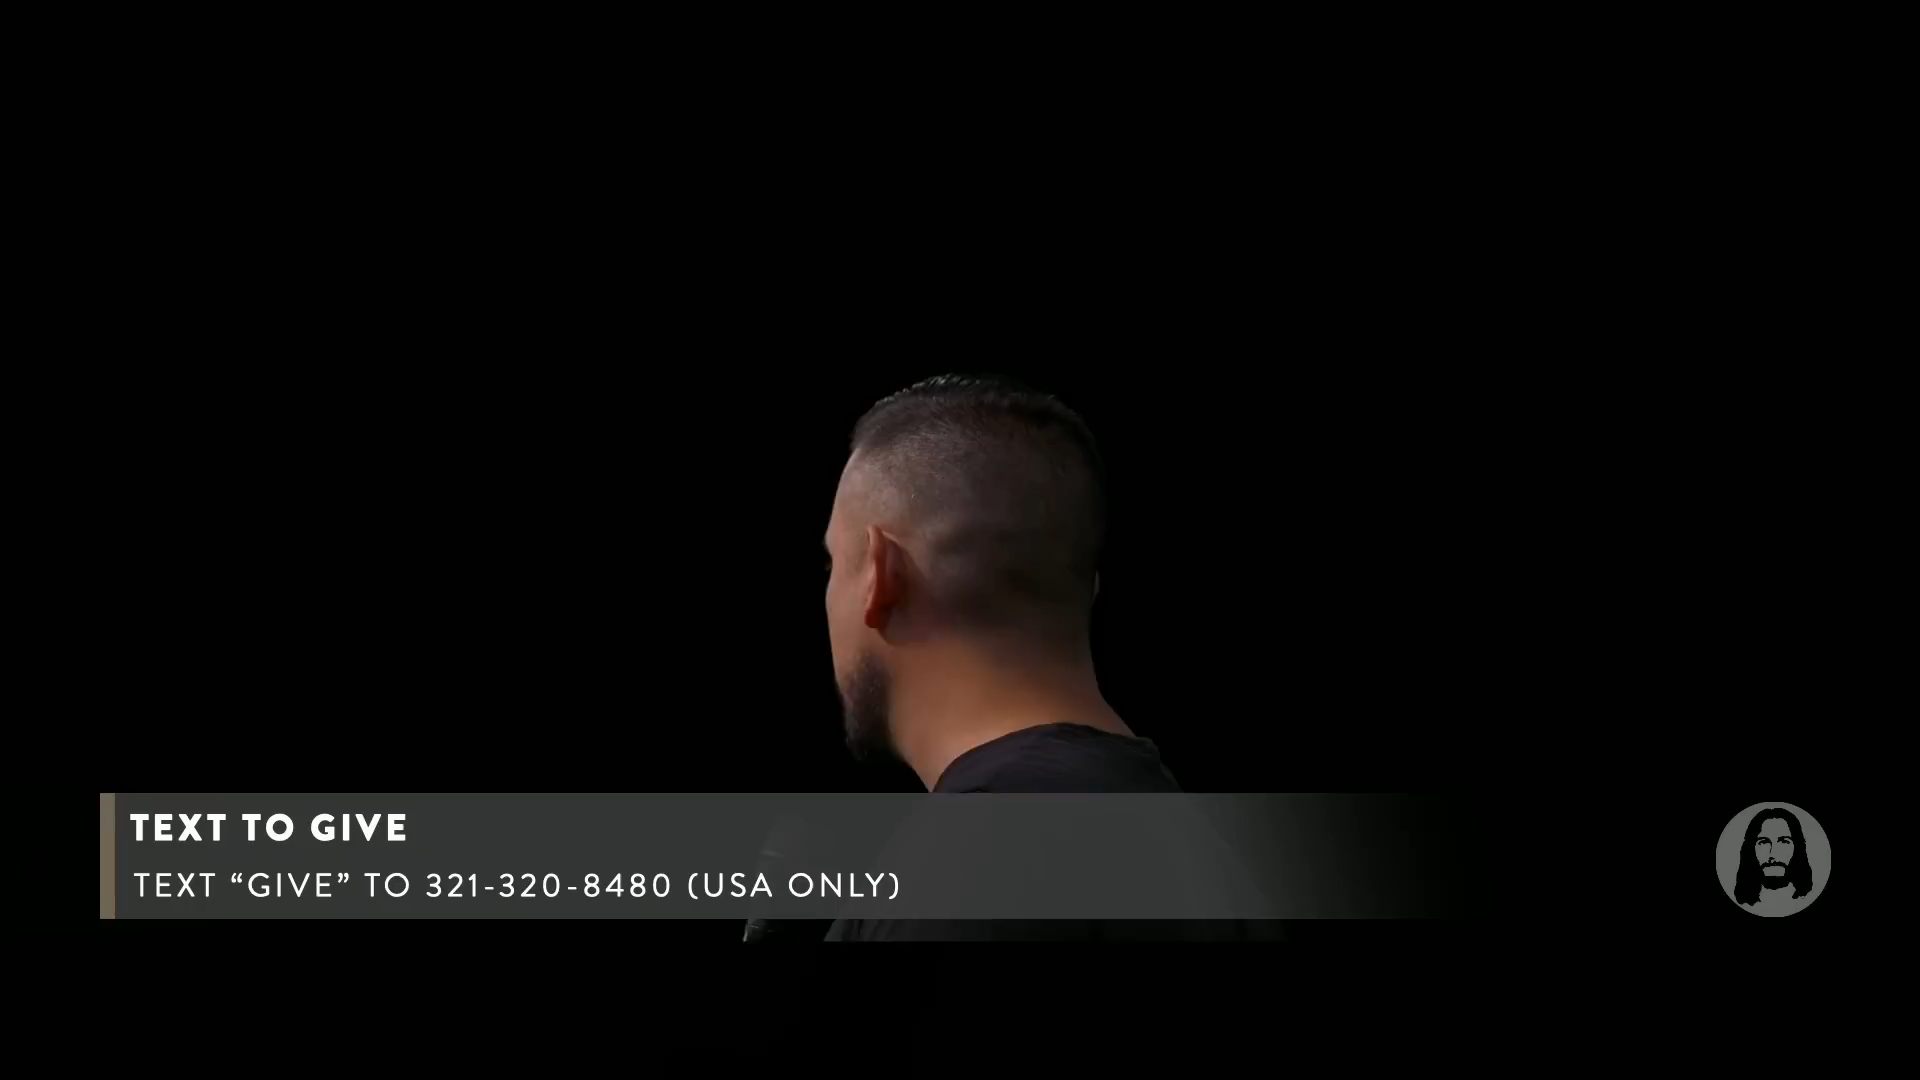 TEXT TO GIVE
TEXT “GIVE” TO 321-320-8480 (USA ONLY)